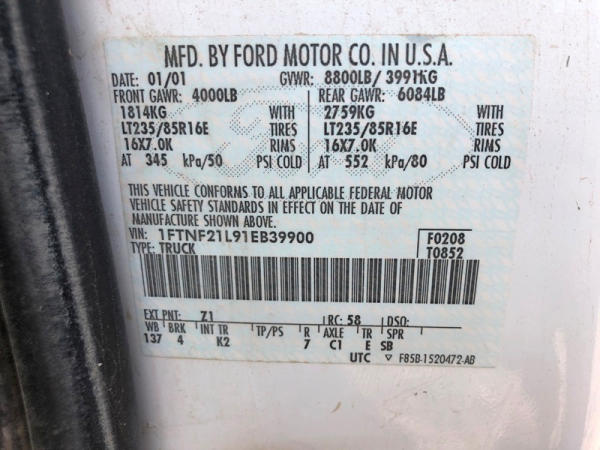 MFD. BY FORD MOTOR CO. IN U.S.A.
DATE: 01/01 GVWR: 8800LB/ 3991KG
FRONT GAWR: 4000LB REAR GAWR: 6084LB
1814KG WITH 2759KG WITH
LT235/85R16E TIRES LT235/85R16E TIRES
16X7.0K RIMS 16X7.0K RIMS
AT 345 kPa/50 PSI COLD AT 552 kPa/80 PSI COLD
THIS VEHICLE CONFORMS TO ALL APPLICABLE FEDERAL MOTOR
VEHICLE SAFETY STANDARDS IN EFFECT ON THE DATE OF
MANUFACTURE SHOWN ABOVE.
VIN: 1FTNF21L91EB39900 F0208
TYPE: TRUCK T0852
EXT PNT: Z1 RC: 58 DSO:
WB BRK INT TR TP/PS R AXLE TR SPR
137 4 K2 7 C1 E SB
UTC ▽ F85B-1520472-AB